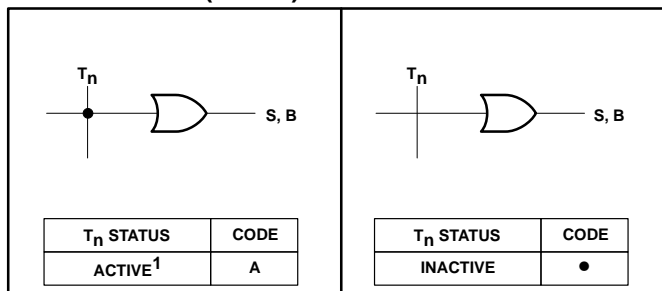 Tn
S, B
Tn STATUS CODE
ACTIVE1 A
Tn
S, B
Tn STATUS CODE
INACTIVE ●